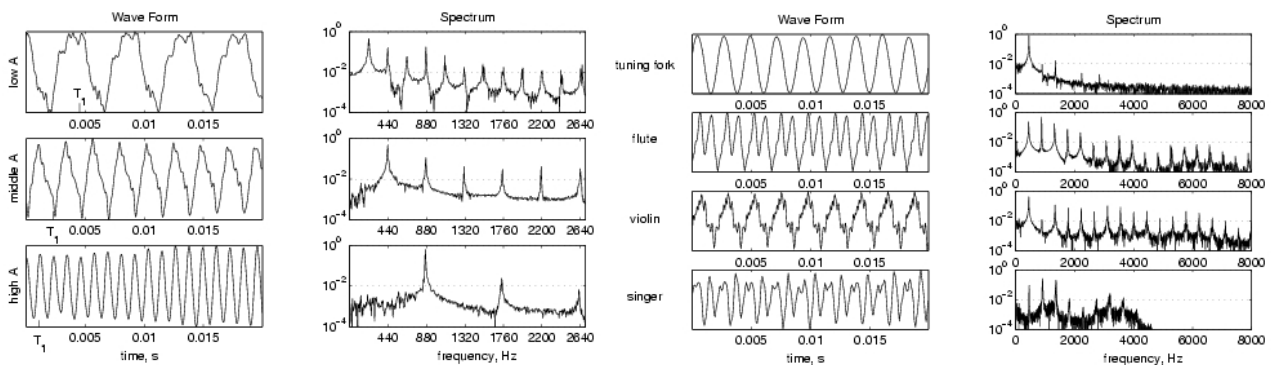 Wave Form Spectrum Wave Form Spectrum
low A
10^0
10^-2
10^-4
T_1
0.005 0.01 0.015
440 880 1320 1760 2200 2640
middle A
10^0
10^-2
10^-4
T_1
0.005 0.01 0.015
440 880 1320 1760 2200 2640
high A
10^0
10^-2
10^-4
T_1
0.005 0.01 0.015
440 880 1320 1760 2200 2640
time, s frequency, Hz
tuning fork
10^0
10^-2
10^-4
0.005 0.01 0.015
0 2000 4000 6000 8000
flute
10^0
10^-2
10^-4
0.005 0.01 0.015
0 2000 4000 6000 8000
violin
10^0
10^-2
10^-4
0.005 0.01 0.015
0 2000 4000 6000 8000
singer
10^0
10^-2
10^-4
0.005 0.01 0.015
0 2000 4000 6000 8000
time, s frequency, Hz